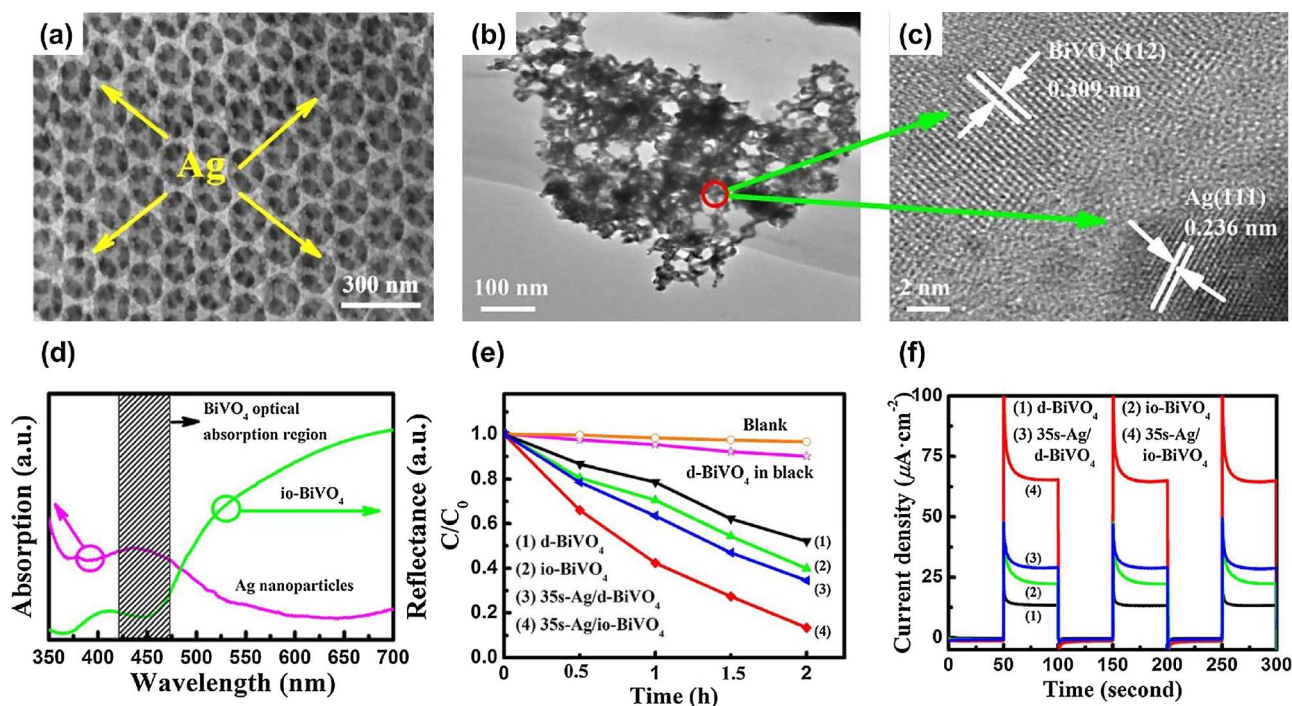 (a)
Ag
300 nm
(b)
100 nm
(c)
BiVO4(112)
0.309 nm
Ag(111)
0.236 nm
2 nm
(d)
Absorption (a.u.)
BiVO4 optical
absorption region
io-BiVO4
Ag nanoparticles
Reflectance (a.u.)
350 400 450 500 550 600 650 700
Wavelength (nm)
(e)
C/C0
1.0
0.8
0.6
0.4
0.2
0.0
Blank
d-BiVO4 in black
(1) d-BiVO4
(2) io-BiVO4
(3) 35s-Ag/d-BiVO4
(4) 35s-Ag/io-BiVO4
(1)
(2)
(3)
(4)
0 0.5 1 1.5 2
Time (h)
(f)
Current density (μA·cm-2)
100
75
50
25
0
(1) d-BiVO4 (2) io-BiVO4
(3) 35s-Ag/ (4) 35s-Ag/
d-BiVO4 io-BiVO4
(4)
(3)
(2)
(1)
0 50 100 150 200 250 300
Time (second)